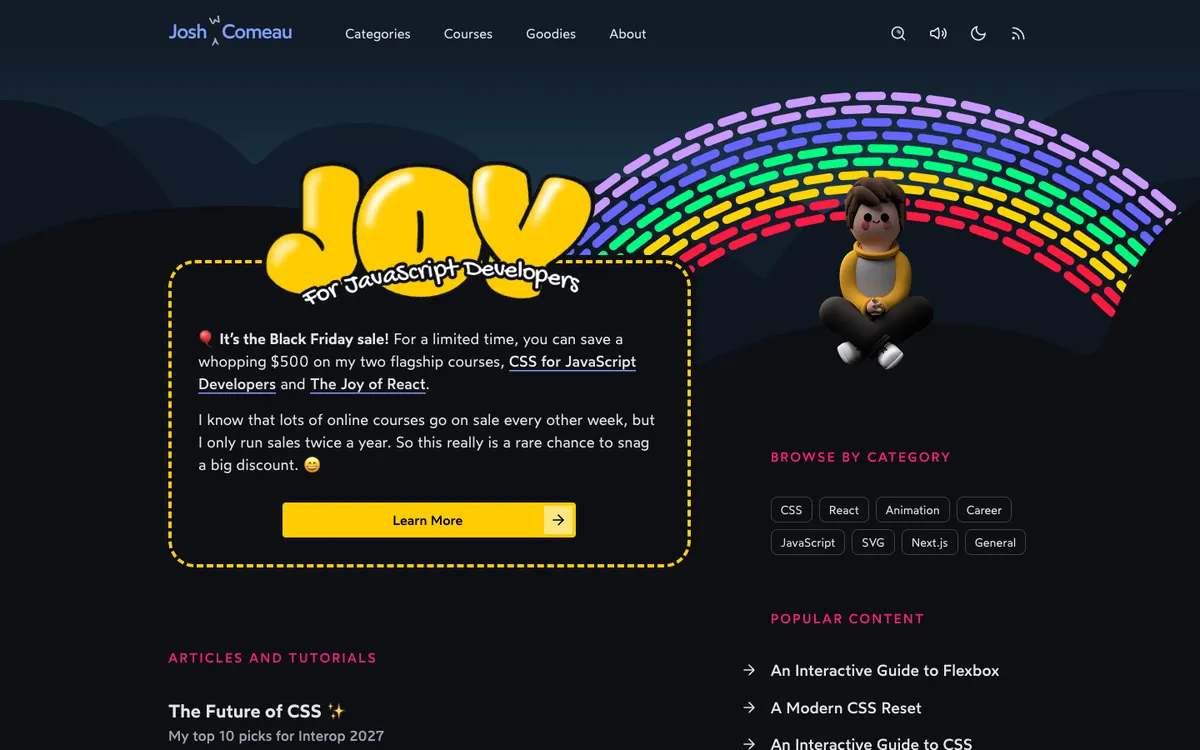 Josh W Comeau
Categories
Courses
Goodies
About
JOY
For JavaScript Developers
🎈 It's the Black Friday sale! For a limited time, you can save a
whopping $500 on my two flagship courses, CSS for JavaScript
Developers and The Joy of React.
I know that lots of online courses go on sale every other week, but
I only run sales twice a year. So this really is a rare chance to snag
a big discount. 😄
Learn More
ARTICLES AND TUTORIALS
The Future of CSS ✨
My top 10 picks for Interop 2027
BROWSE BY CATEGORY
CSS
React
Animation
Career
JavaScript
SVG
Next.js
General
POPULAR CONTENT
→ An Interactive Guide to Flexbox
→ A Modern CSS Reset
→ An Interactive Guide to CSS